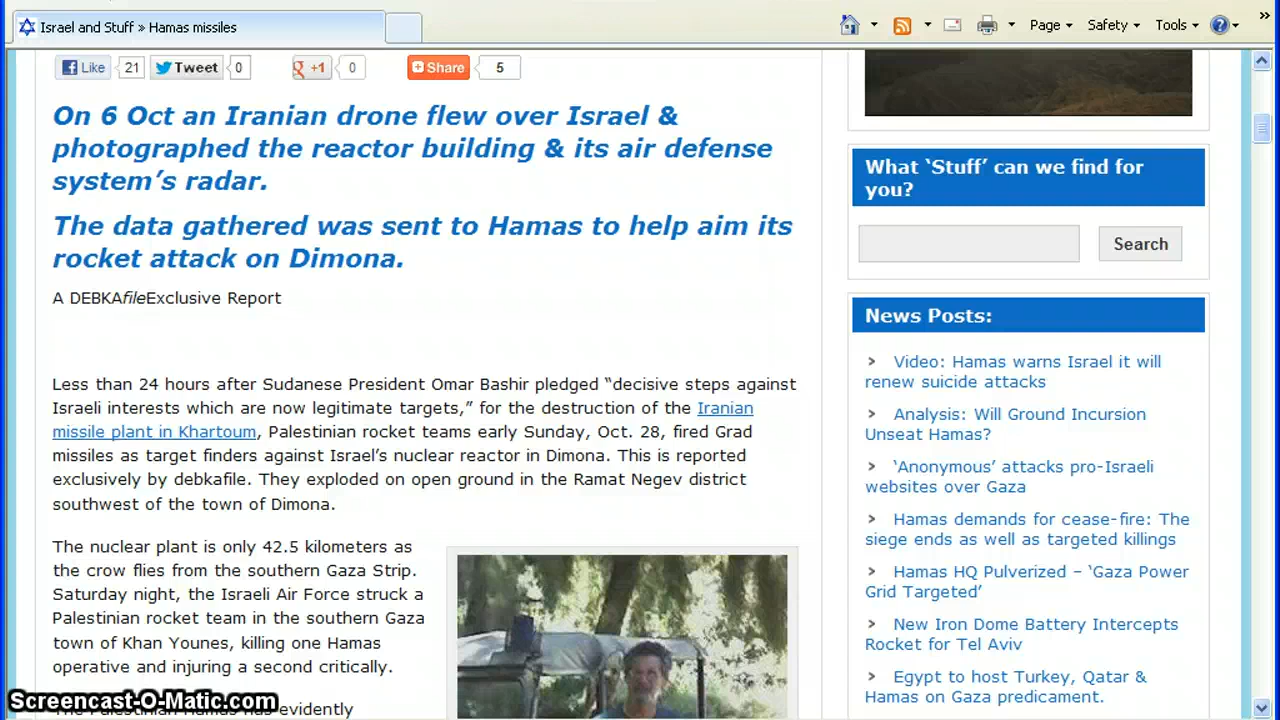 Israel and Stuff » Hamas missiles
Page
Safety
Tools
»
Like
21
Tweet
0
+1
0
Share
5
On 6 Oct an Iranian drone flew over Israel &
photographed the reactor building & its air defense
system’s radar.
The data gathered was sent to Hamas to help aim its
rocket attack on Dimona.
A DEBKAfileExclusive Report
Less than 24 hours after Sudanese President Omar Bashir pledged “decisive steps against
Israeli interests which are now legitimate targets,” for the destruction of the Iranian
missile plant in Khartoum, Palestinian rocket teams early Sunday, Oct. 28, fired Grad
missiles as target finders against Israel’s nuclear reactor in Dimona. This is reported
exclusively by debkafile. They exploded on open ground in the Ramat Negev district
southwest of the town of Dimona.
The nuclear plant is only 42.5 kilometers as
the crow flies from the southern Gaza Strip.
Saturday night, the Israeli Air Force struck a
Palestinian rocket team in the southern Gaza
town of Khan Younes, killing one Hamas
operative and injuring a second critically.
evidently
What ‘Stuff’ can we find for
you?
Search
News Posts:
Video: Hamas warns Israel it will
renew suicide attacks
Analysis: Will Ground Incursion
Unseat Hamas?
‘Anonymous’ attacks pro-Israeli
websites over Gaza
Hamas demands for cease-fire: The
siege ends as well as targeted killings
Hamas HQ Pulverized – ‘Gaza Power
Grid Targeted’
New Iron Dome Battery Intercepts
Rocket for Tel Aviv
Egypt to host Turkey, Qatar &
Hamas on Gaza predicament.
Screencast-O-Matic.com